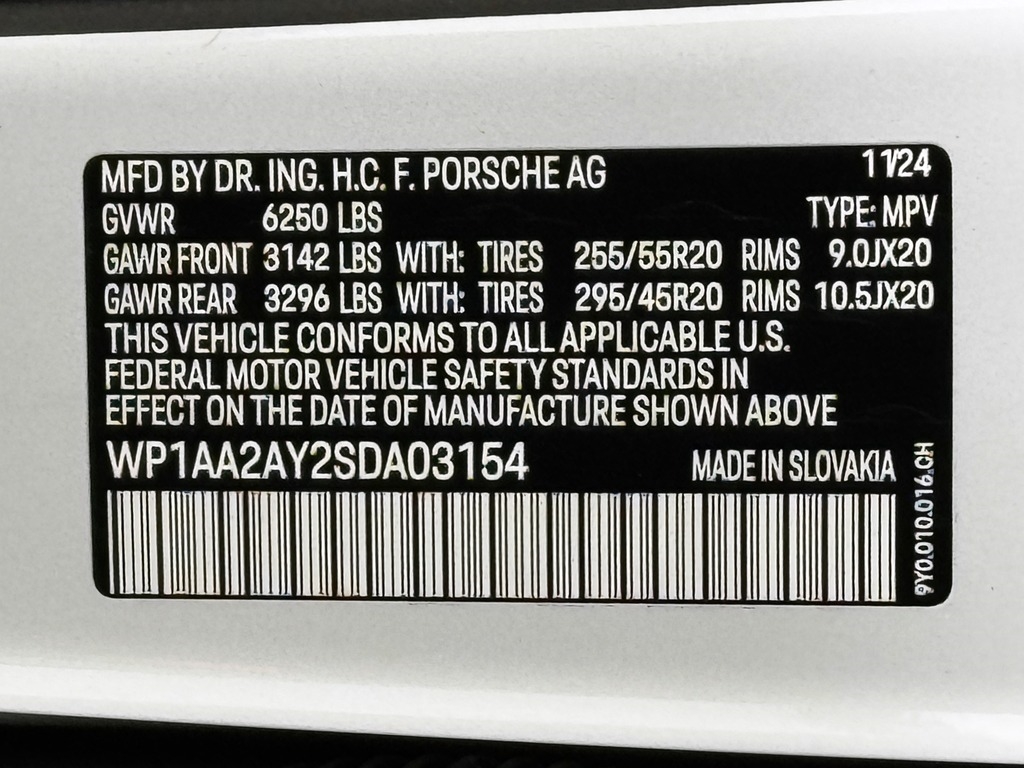 MFD BY DR. ING. H.C. F. PORSCHE AG 11/24
GVWR 6250 LBS TYPE: MPV
GAWR FRONT 3142 LBS WITH: TIRES 255/55R20 RIMS 9.0JX20
GAWR REAR 3296 LBS WITH: TIRES 295/45R20 RIMS 10.5JX20
THIS VEHICLE CONFORMS TO ALL APPLICABLE U.S.
FEDERAL MOTOR VEHICLE SAFETY STANDARDS IN
EFFECT ON THE DATE OF MANUFACTURE SHOWN ABOVE
WP1AA2AY2SDA03154 MADE IN SLOVAKIA
9Y0.010.016.QH